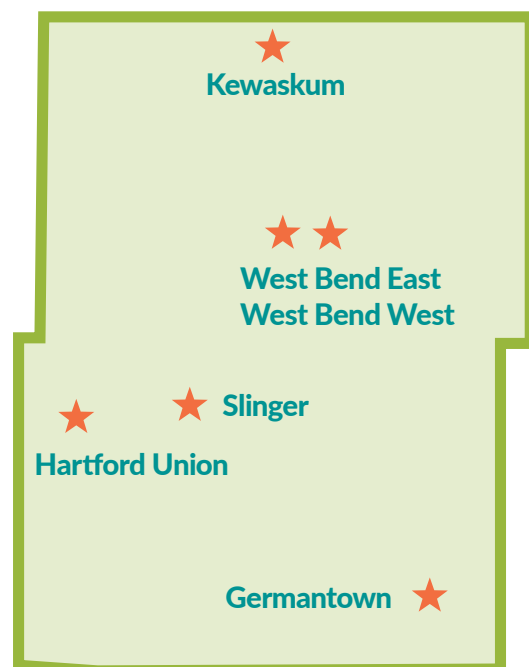 Kewaskum
West Bend East
West Bend West
Slinger
Hartford Union
Germantown